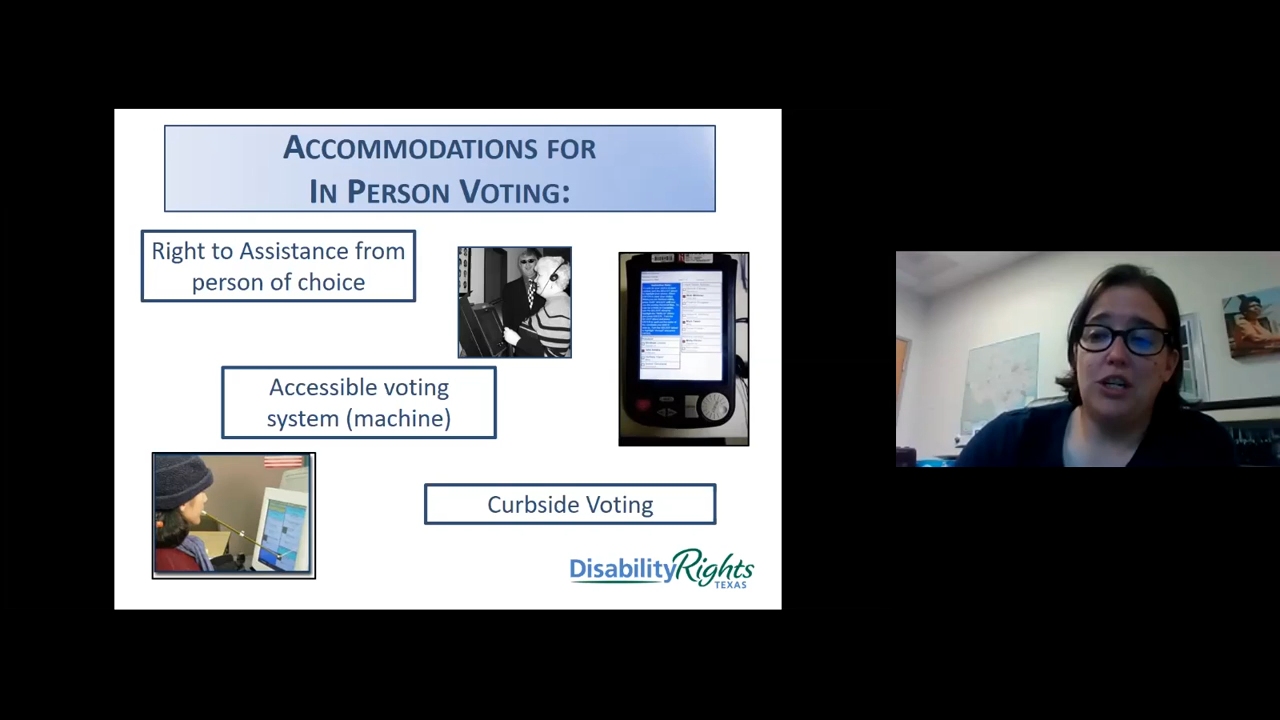 ACCOMMODATIONS FOR
IN PERSON VOTING:
Right to Assistance from
person of choice
Accessible voting
system (machine)
Curbside Voting
DisabilityRights
TEXAS